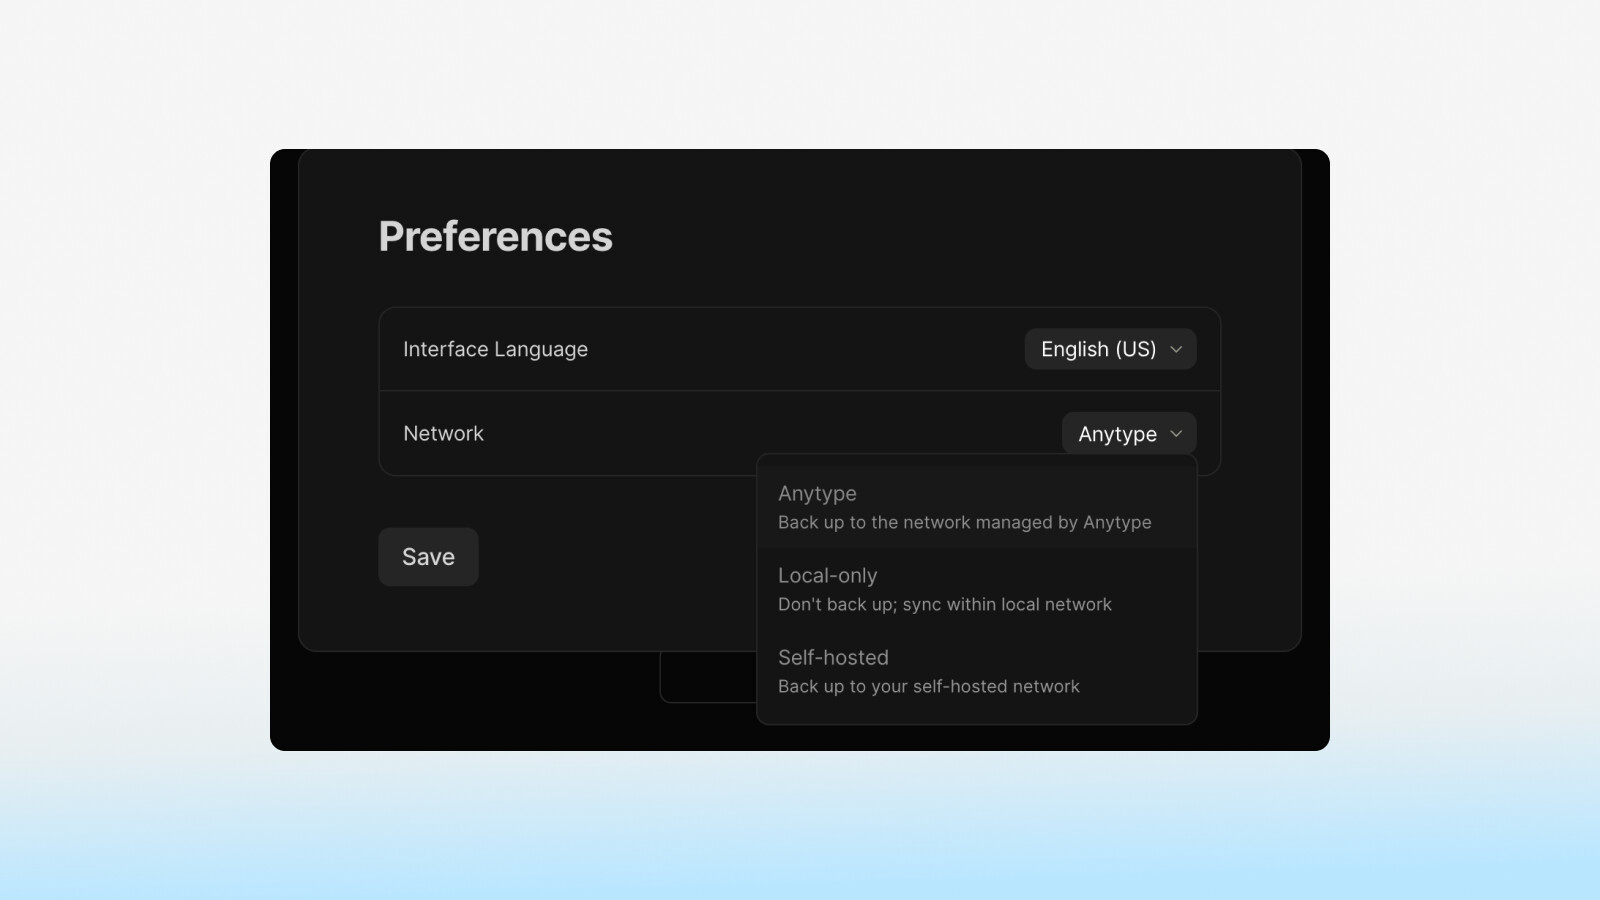 Preferences
Interface Language
English (US)
Network
Anytype
Anytype
Back up to the network managed by Anytype
Local-only
Don't back up; sync within local network
Self-hosted
Back up to your self-hosted network
Save